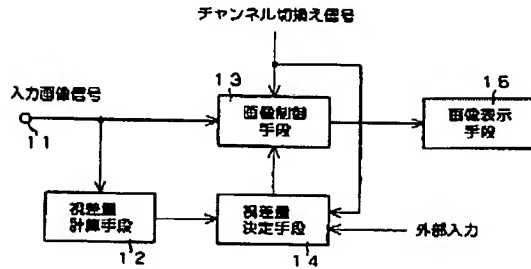 チャンネル切換え信号
13
15
入力画像信号
画像制御
手段
画像表示
手段
11
視差量
計算手段
視差量
決定手段
外部入力
12
14